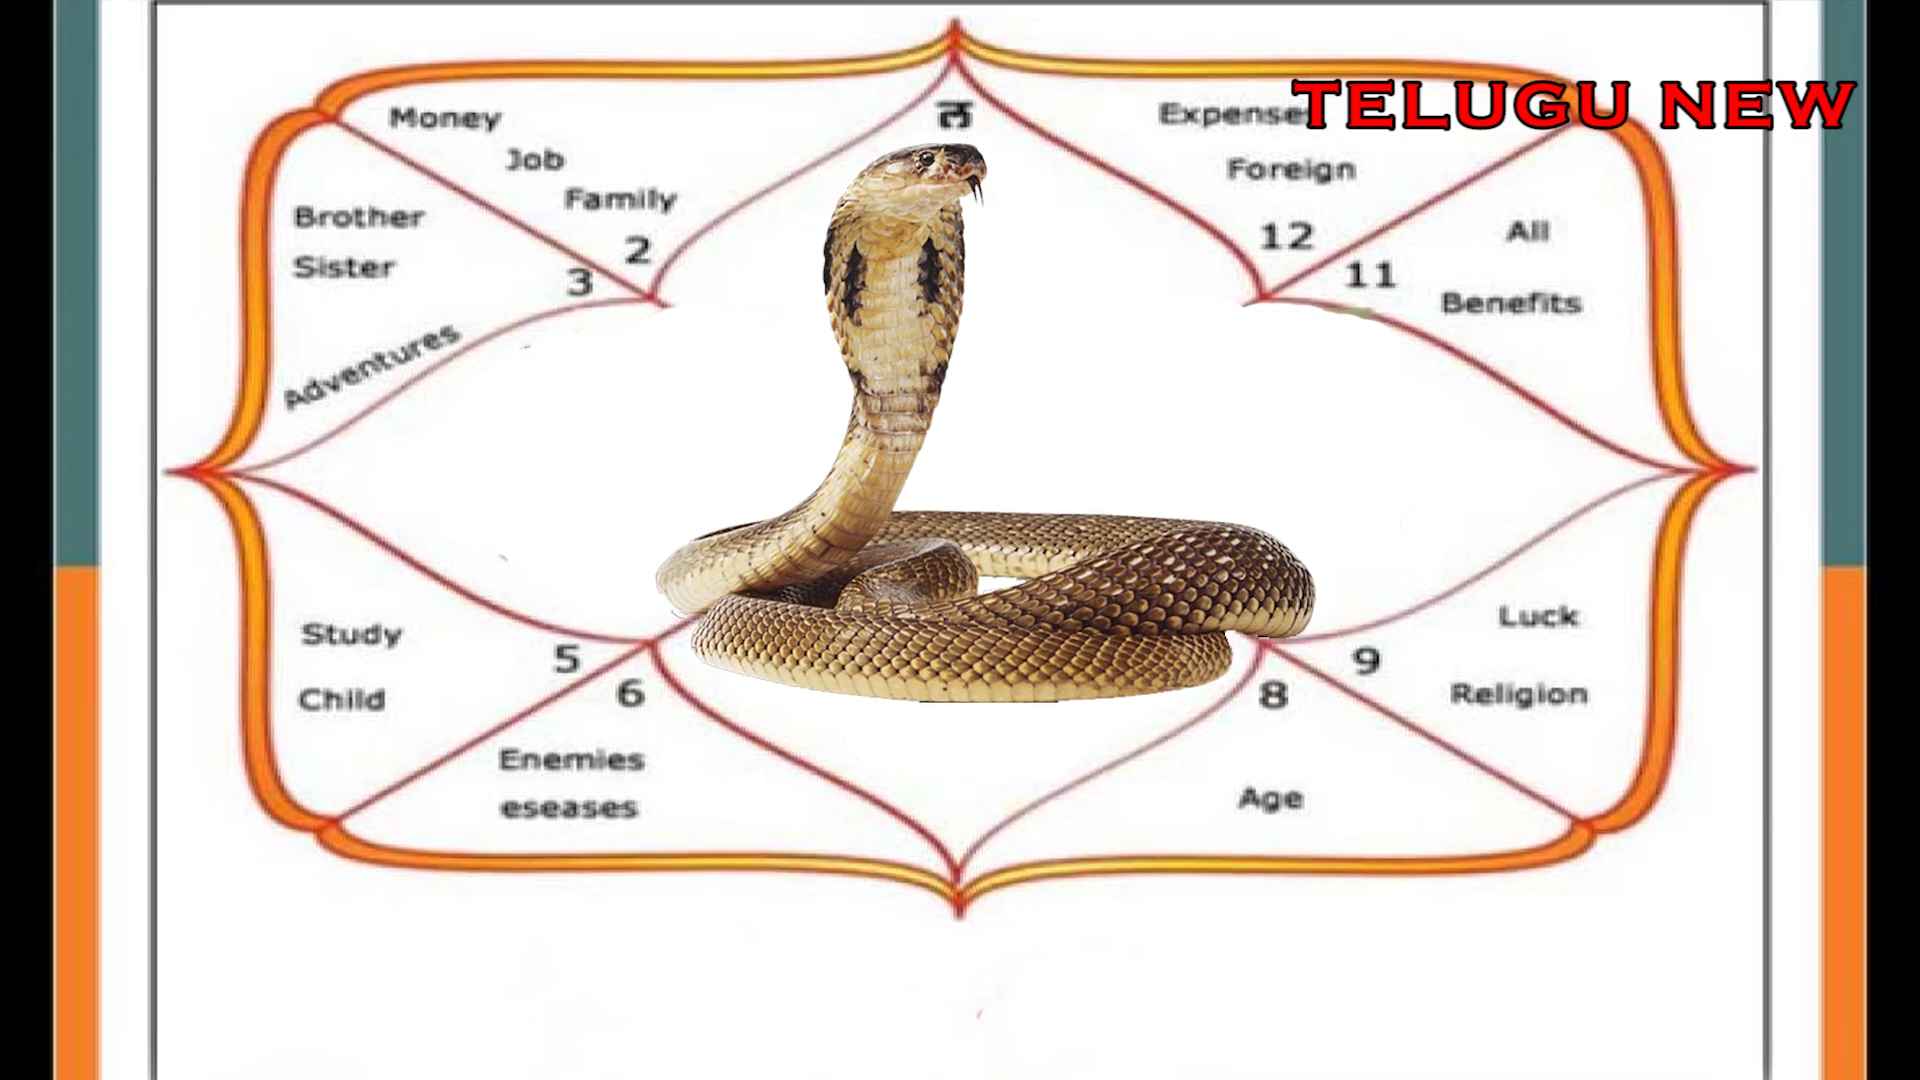 TELUGU NEW
ल
Money
Job
Family
2
Brother
Sister
3
Adventures
Expenses
Foreign
12
All
11
Benefits
Study
5
Child
6
Enemies
eseases
Luck
9
Religion
8
Age